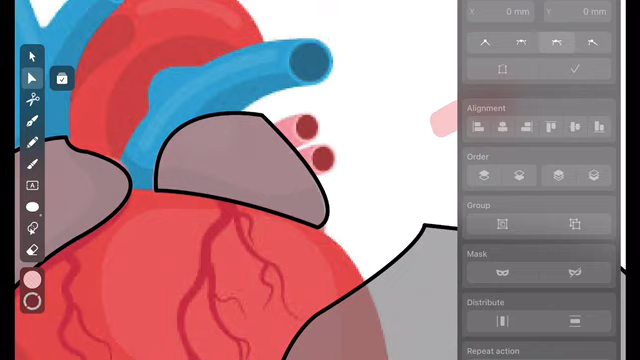 X 0 mm Y 0 mm
Alignment
Order
Group
Mask
Distribute
Repeat action
A